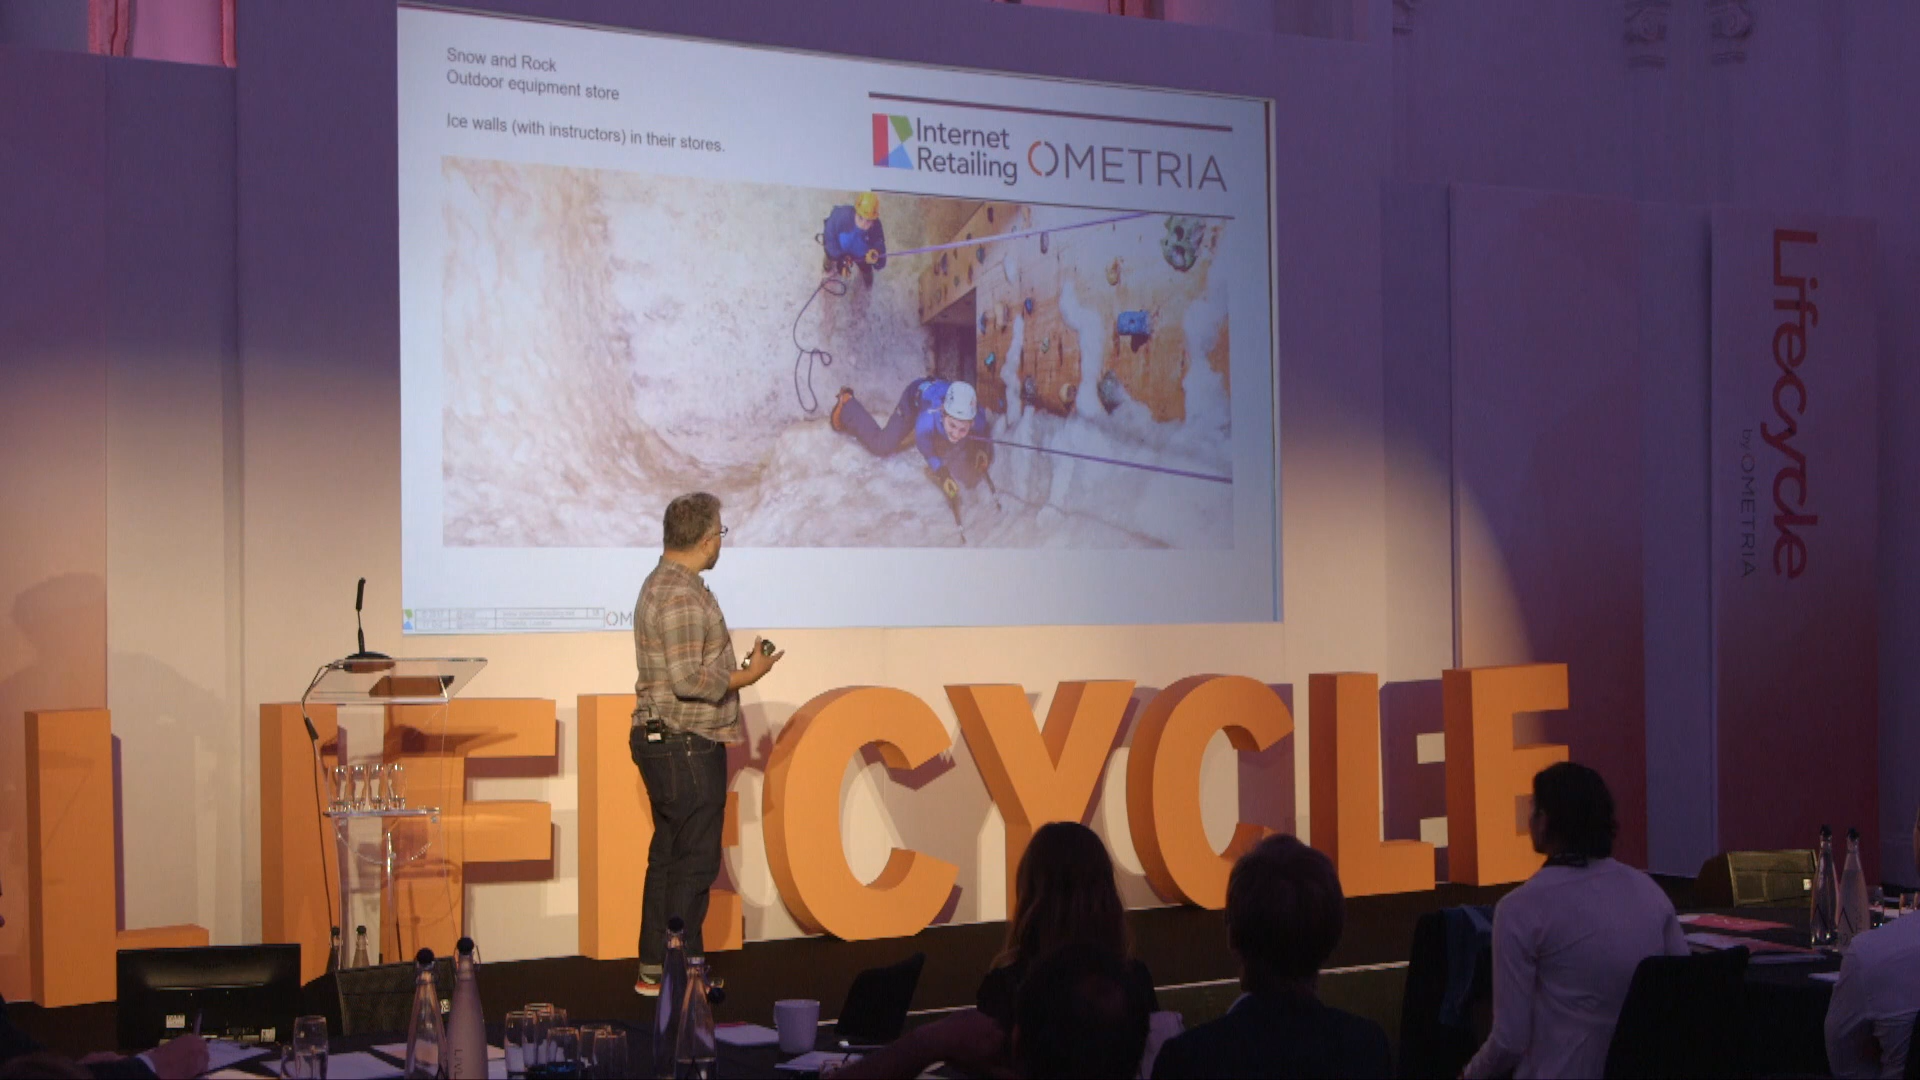 Snow and Rock
Outdoor equipment store
Ice walls (with instructors) in their stores.
Internet
Retailing
OMETRIA
OM
Lifecycle
by OMETRIA
LIFECYCLE